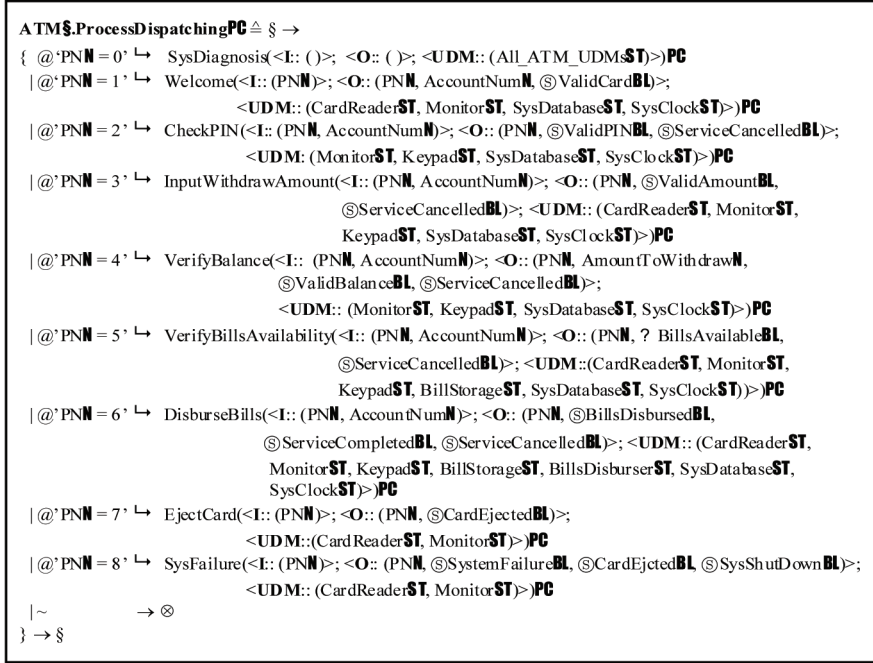 ATM§.ProcessDispatchingPC ≙ § →
{ @‘PNN = 0’ ↳ SysDiagnosis(<I:: ( )>; <O:: ( )>; <UDM:: (All_ATM_UDMsST)>)PC
| @‘PNN = 1’ ↳ Welcome(<I:: (PNN)>; <O:: (PNN, AccountNumN, ⓈValidCardBL)>;
<UDM:: (CardReaderST, MonitorST, SysDatabaseST, SysClockST)>)PC
| @‘PNN = 2’ ↳ CheckPIN(<I:: (PNN, AccountNumN)>; <O:: (PNN, ⓈValidPINBL, ⓈServiceCancelledBL)>;
<UDM: (MonitorST, KeypadST, SysDatabaseST, SysClockST)>)PC
| @’PNN = 3’ ↳ InputWithdrawAmount(<I:: (PNN, AccountNumN)>; <O:: (PNN, ⓈValidAmountBL,
ⓈServiceCancelledBL)>; <UDM:: (CardReaderST, MonitorST,
KeypadST, SysDatabaseST, SysClockST)>)PC
| @’PNN = 4’ ↳ VerifyBalance(<I:: (PNN, AccountNumN)>; <O:: (PNN, AmountToWithdrawN,
ⓈValidBalanceBL, ⓈServiceCancelledBL)>;
<UDM:: (MonitorST, KeypadST, SysDatabaseST, SysClockST)>)PC
| @’PNN = 5’ ↳ VerifyBillsAvailability(<I:: (PNN, AccountNumN)>; <O:: (PNN, ? BillsAvailableBL,
ⓈServiceCancelledBL)>; <UDM::(CardReaderST, MonitorST,
KeypadST, BillStorageST, SysDatabaseST, SysClockST))>)PC
| @’PNN = 6’ ↳ DisburseBills(<I:: (PNN, AccountNumN)>; <O:: (PNN, ⓈBillsDisbursedBL,
ⓈServiceCompletedBL, ⓈServiceCancelledBL)>; <UDM:: (CardReaderST,
MonitorST, KeypadST, BillStorageST, BillsDisburserST, SysDatabaseST,
SysClockST)>)PC
| @’PNN = 7’ ↳ EjectCard(<I:: (PNN)>; <O:: (PNN, ⓈCardEjectedBL)>;
<UDM::(CardReaderST, MonitorST)>)PC
| @’PNN = 8’ ↳ SysFailure(<I:: (PNN)>; <O:: (PNN, ⓈSystemFailureBL, ⓈCardEjctedBL, ⓈSysShutDownBL)>;
<UDM:: (CardReaderST, MonitorST)>)PC
| ~ → ⊗
} → §